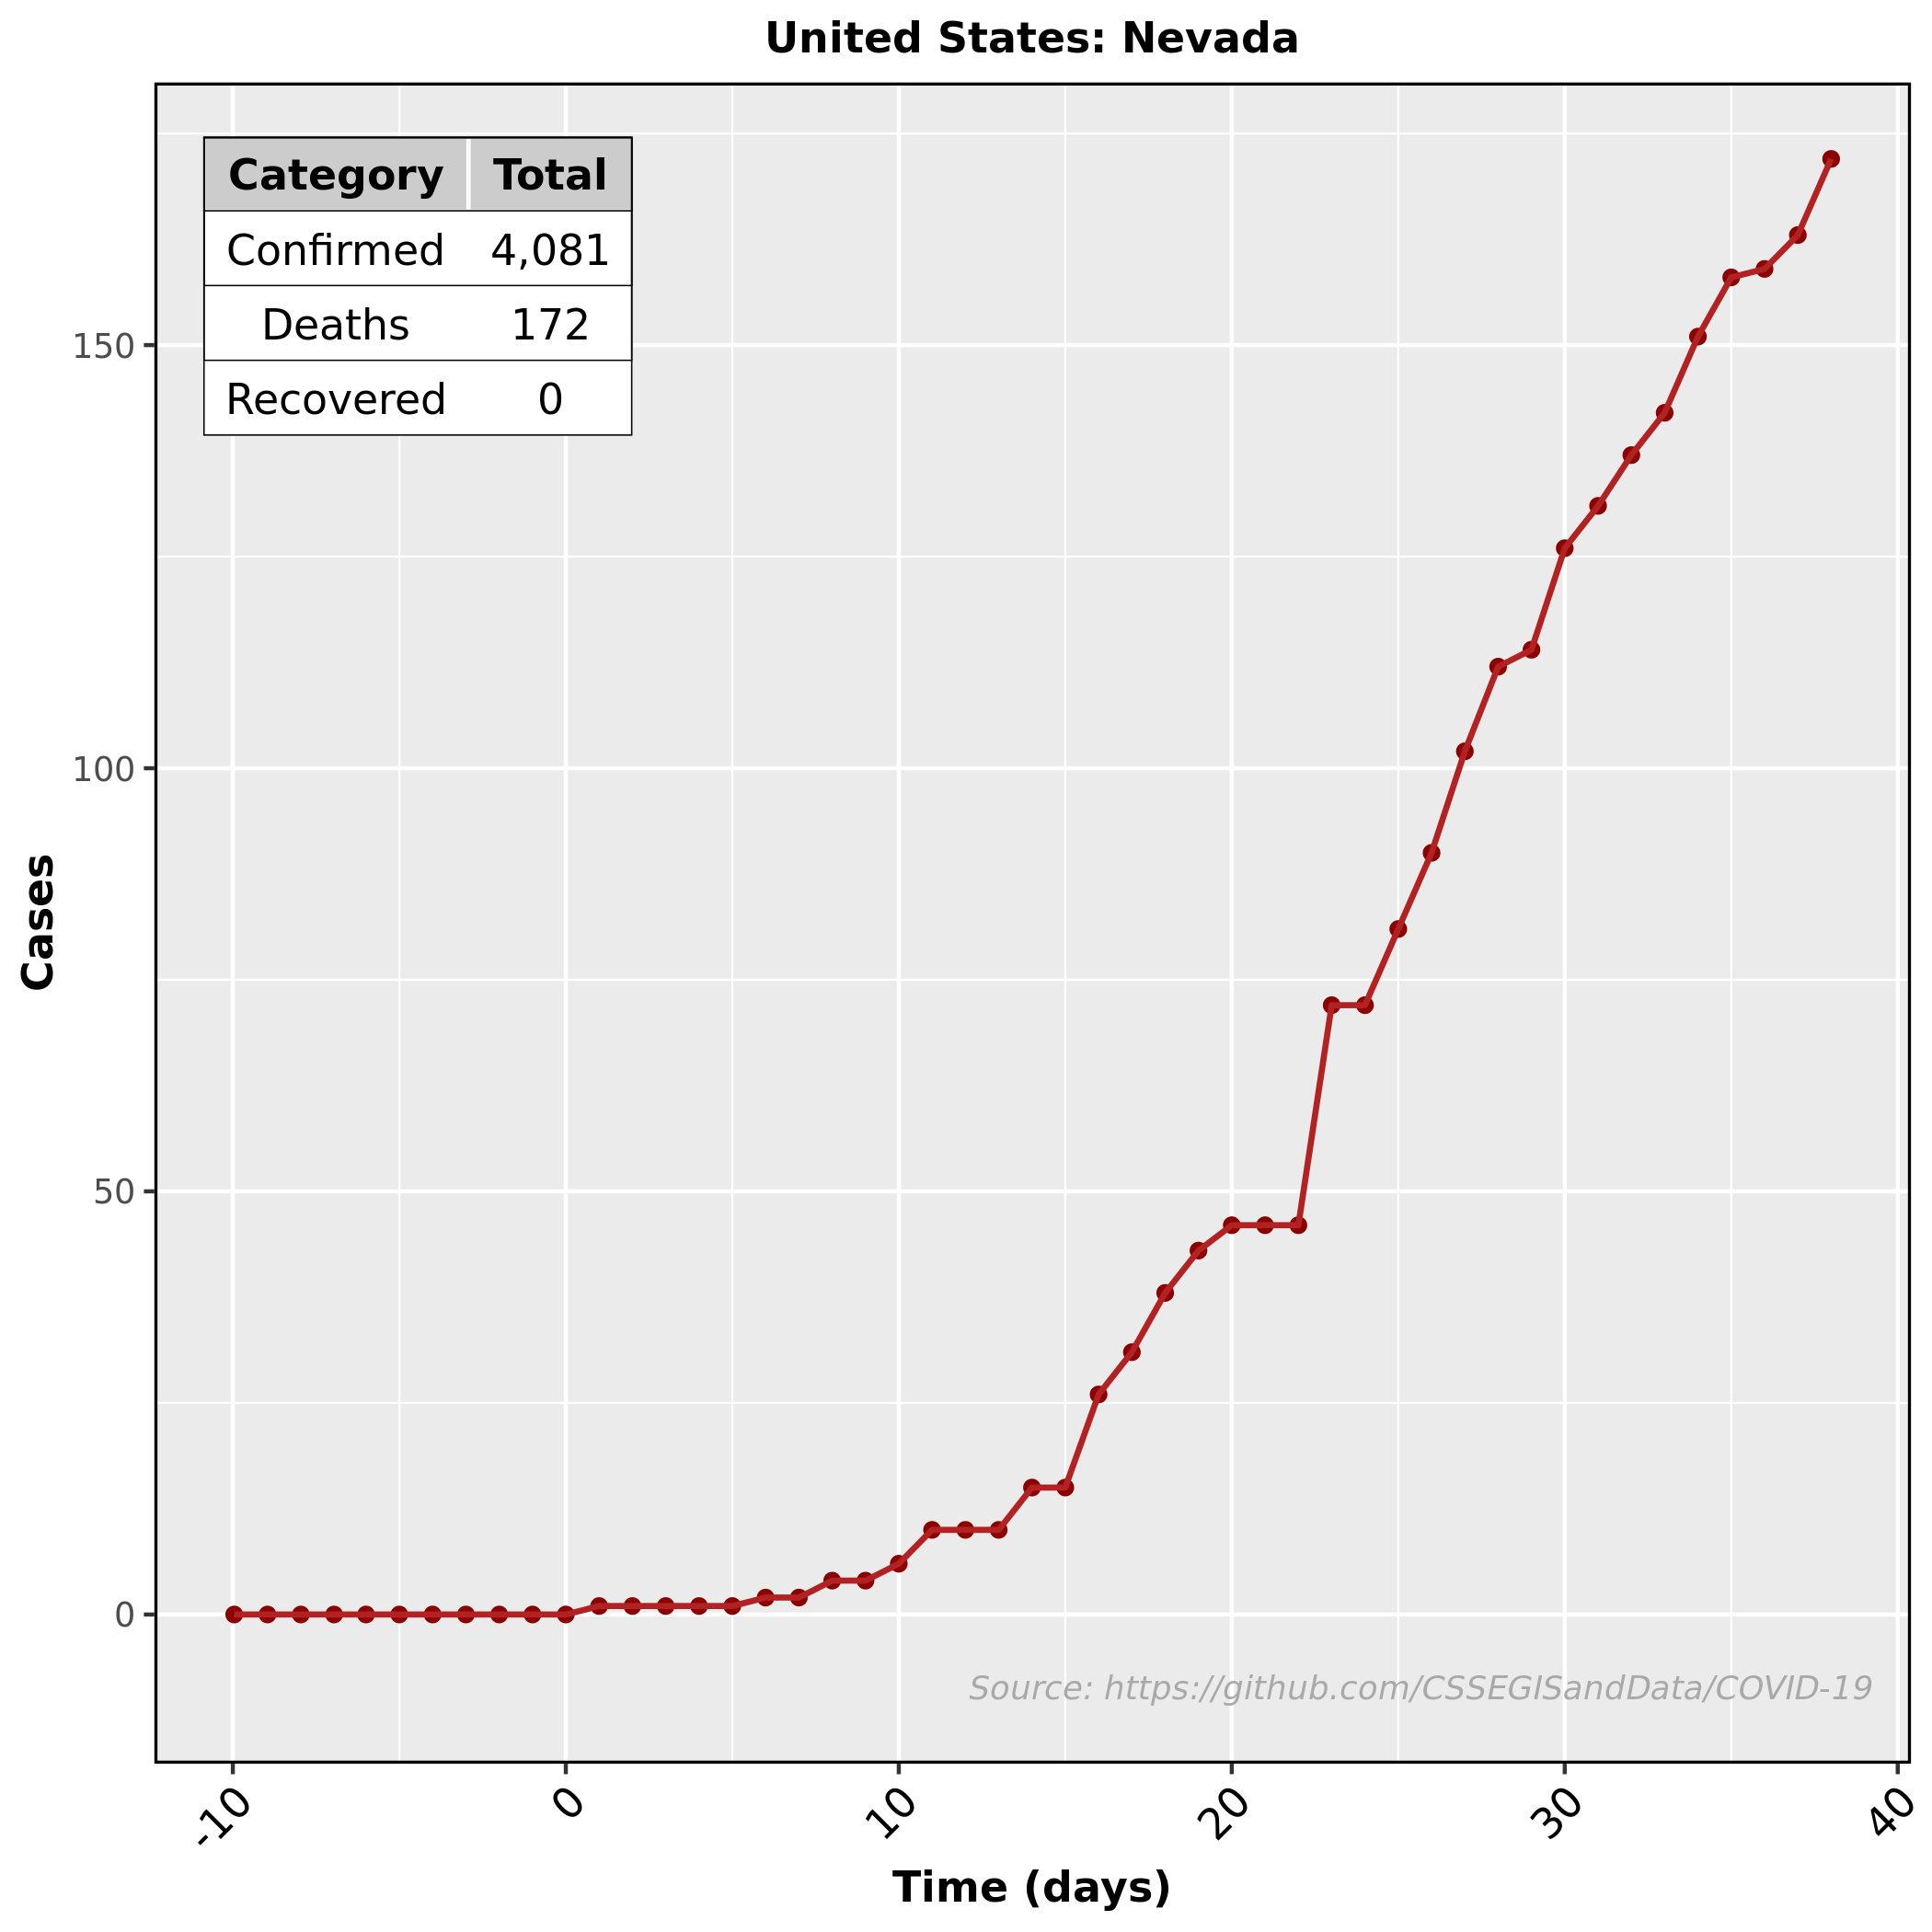 United States: Nevada
Category Total
Confirmed 4,081
Deaths 172
Recovered 0
150
100
50
0
Cases
Source: https://github.com/CSSEGISandData/COVID-19
-10 0 10 20 30 40
Time (days)